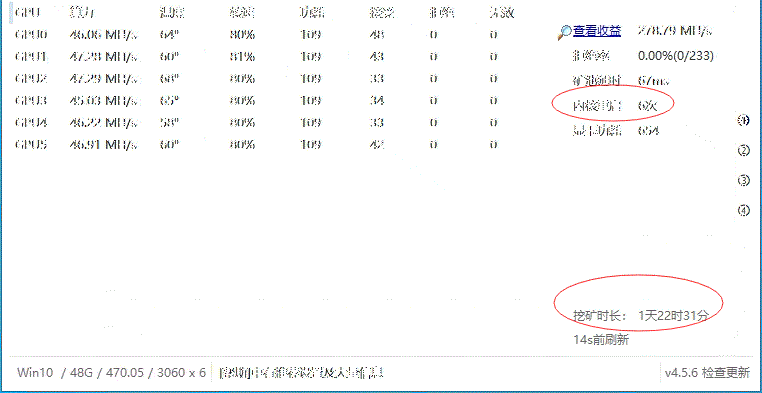 GPU 算力 温度 转速 功耗 接受 拒绝 无效
GPU0 46.06 MH/s 64° 80% 109 48 0 0
GPU1 47.28 MH/s 60° 81% 109 43 0 0
GPU2 47.29 MH/s 68° 80% 109 33 0 0
GPU3 45.03 MH/s 65° 80% 109 34 0 0
GPU4 46.22 MH/s 58° 80% 109 33 0 0
GPU5 46.91 MH/s 60° 80% 109 42 0 0
查看收益 278.79 MH/s
拒绝率 0.00%(0/233)
矿池延时 67ms
内核重启 6次
显卡功耗 654
①
②
③
④
挖矿时长： 1天22时31分
14s前刷新
Win10 / 48G / 470.05 / 3060 x 6
v4.5.6 检查更新